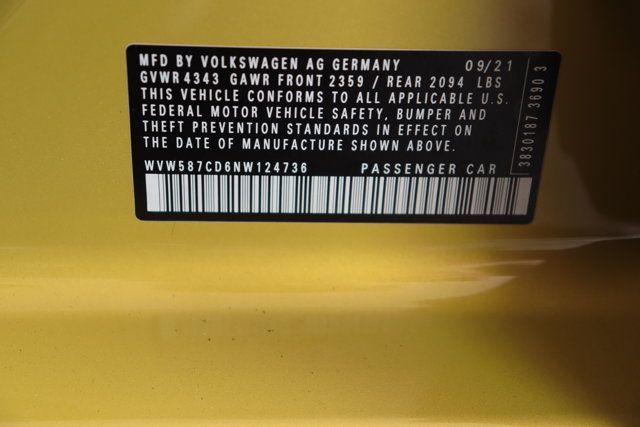 MFD BY VOLKSWAGEN AG GERMANY 09/21
GVWR 4343 GAWR FRONT 2359 / REAR 2094 LBS
THIS VEHICLE CONFORMS TO ALL APPLICABLE U.S.
FEDERAL MOTOR VEHICLE SAFETY, BUMPER AND
THEFT PREVENTION STANDARDS IN EFFECT ON
THE DATE OF MANUFACTURE SHOWN ABOVE.
WVW587CD6NW124736 PASSENGER CAR
3830187 3690 3